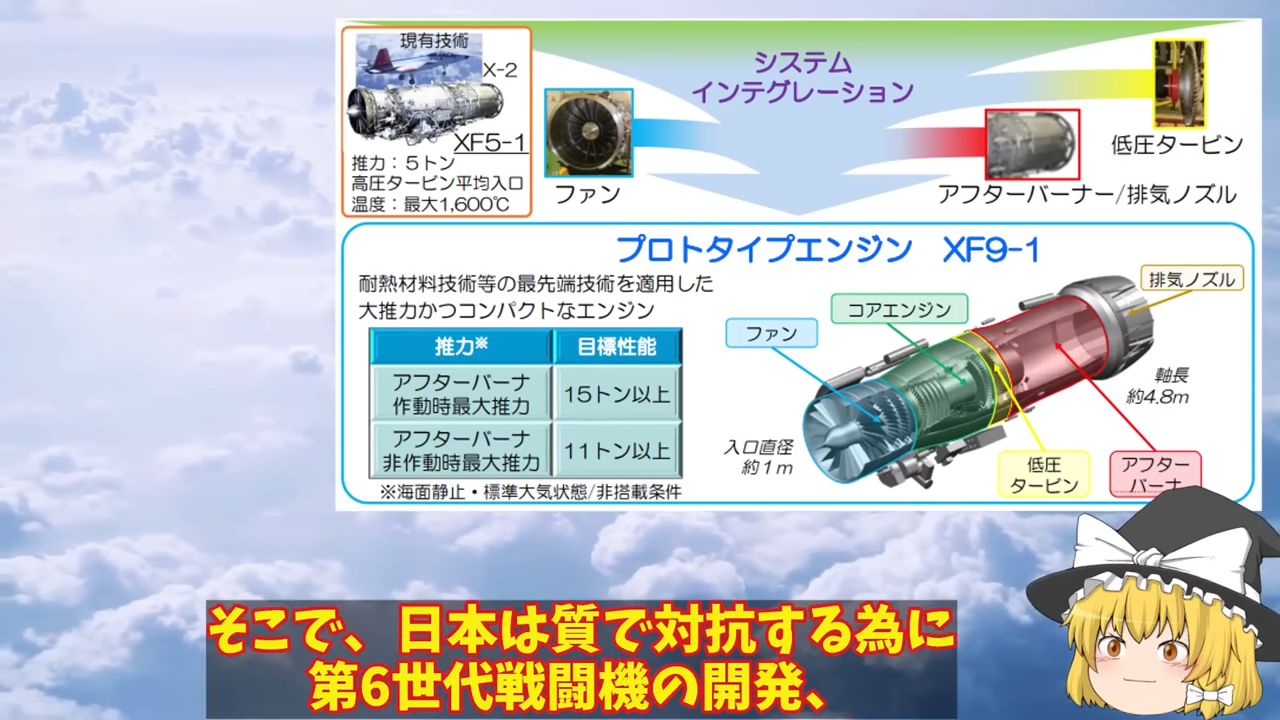 現有技術
X-2
XF5-1
推力：５トン
高圧タービン平均入口
温度：最大1,600℃
ファン
システム
インテグレーション
低圧タービン
アフターバーナー/排気ノズル
プロトタイプエンジン　XF9-1
耐熱材料技術等の最先端技術を適用した
大推力かつコンパクトなエンジン
推力※
目標性能
アフターバーナ
作動時最大推力
15トン以上
アフターバーナ
非作動時最大推力
11トン以上
※海面静止・標準大気状態/非搭載条件
ファン
コアエンジン
排気ノズル
軸長
約4.8m
入口直径
約１ｍ
低圧
タービン
アフター
バーナ
そこで、日本は質で対抗する為に
第6世代戦闘機の開発、